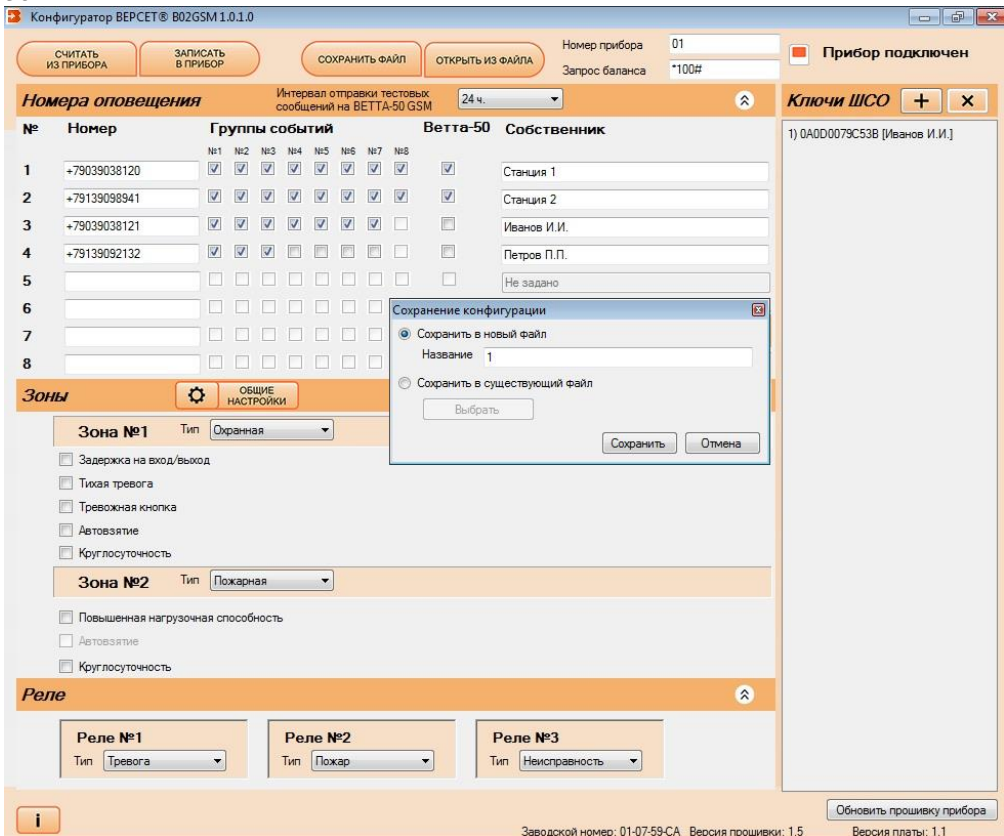 Конфигуратор ВЕРСЕТ® B02GSM 1.0.1.0
СЧИТАТЬ
ИЗ ПРИБОРА
ЗАПИСАТЬ
В ПРИБОР
СОХРАНИТЬ ФАЙЛ
ОТКРЫТЬ ИЗ ФАЙЛА
Номер прибора 01
Запрос баланса *100#
Прибор подключен
Номера оповещения
Интервал отправки тестовых
сообщений на ВЕТТА-50 GSM
24 ч.
Ключи ШСО
1) 0A0D0079C53B [Иванов И.И.]
№ Номер Группы событий Ветта-50 Собственник
№1 №2 №3 №4 №5 №6 №7 №8
1 +79039038120 Станция 1
2 +79139098941 Станция 2
3 +79039038121 Иванов И.И.
4 +79139092132 Петров П.П.
5 Не задано
6
7
8
Сохранение конфигурации
Сохранить в новый файл
Название 1
Сохранить в существующий файл
Выбрать
Сохранить Отмена
Зоны
ОБЩИЕ
НАСТРОЙКИ
Зона №1 Тип Охранная
Задержка на вход/выход
Тихая тревога
Тревожная кнопка
Автовзятие
Круглосуточность
Зона №2 Тип Пожарная
Повышенная нагрузочная способность
Автовзятие
Круглосуточность
Реле
Реле №1
Тип Тревога
Реле №2
Тип Пожар
Реле №3
Тип Неисправность
i
Обновить прошивку прибора
Заводской номер: 01-07-59-CA Версия прошивки: 1.5 Версия платы: 1.1